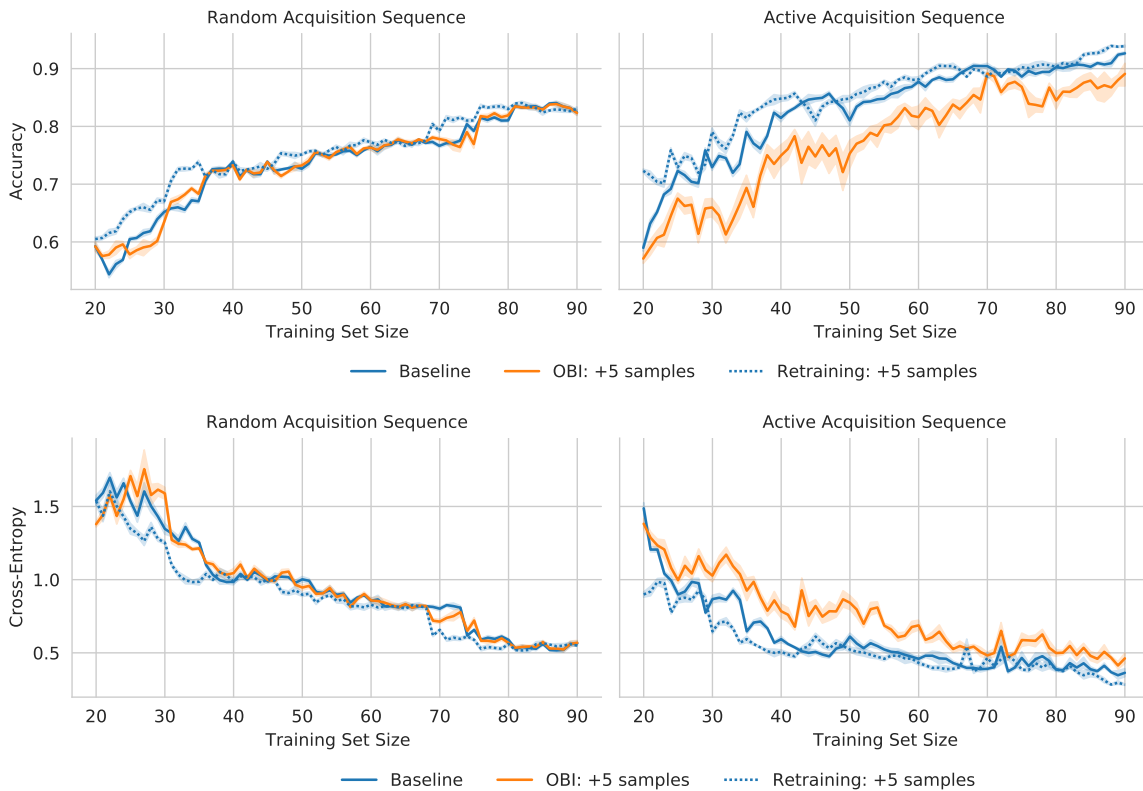 Random Acquisition Sequence
Active Acquisition Sequence
Accuracy
0.9
0.8
0.7
0.6
20 30 40 50 60 70 80 90
20 30 40 50 60 70 80 90
Training Set Size
Training Set Size
Baseline OBI: +5 samples Retraining: +5 samples
Random Acquisition Sequence
Active Acquisition Sequence
Cross-Entropy
1.5
1.0
0.5
20 30 40 50 60 70 80 90
20 30 40 50 60 70 80 90
Training Set Size
Training Set Size
Baseline OBI: +5 samples Retraining: +5 samples